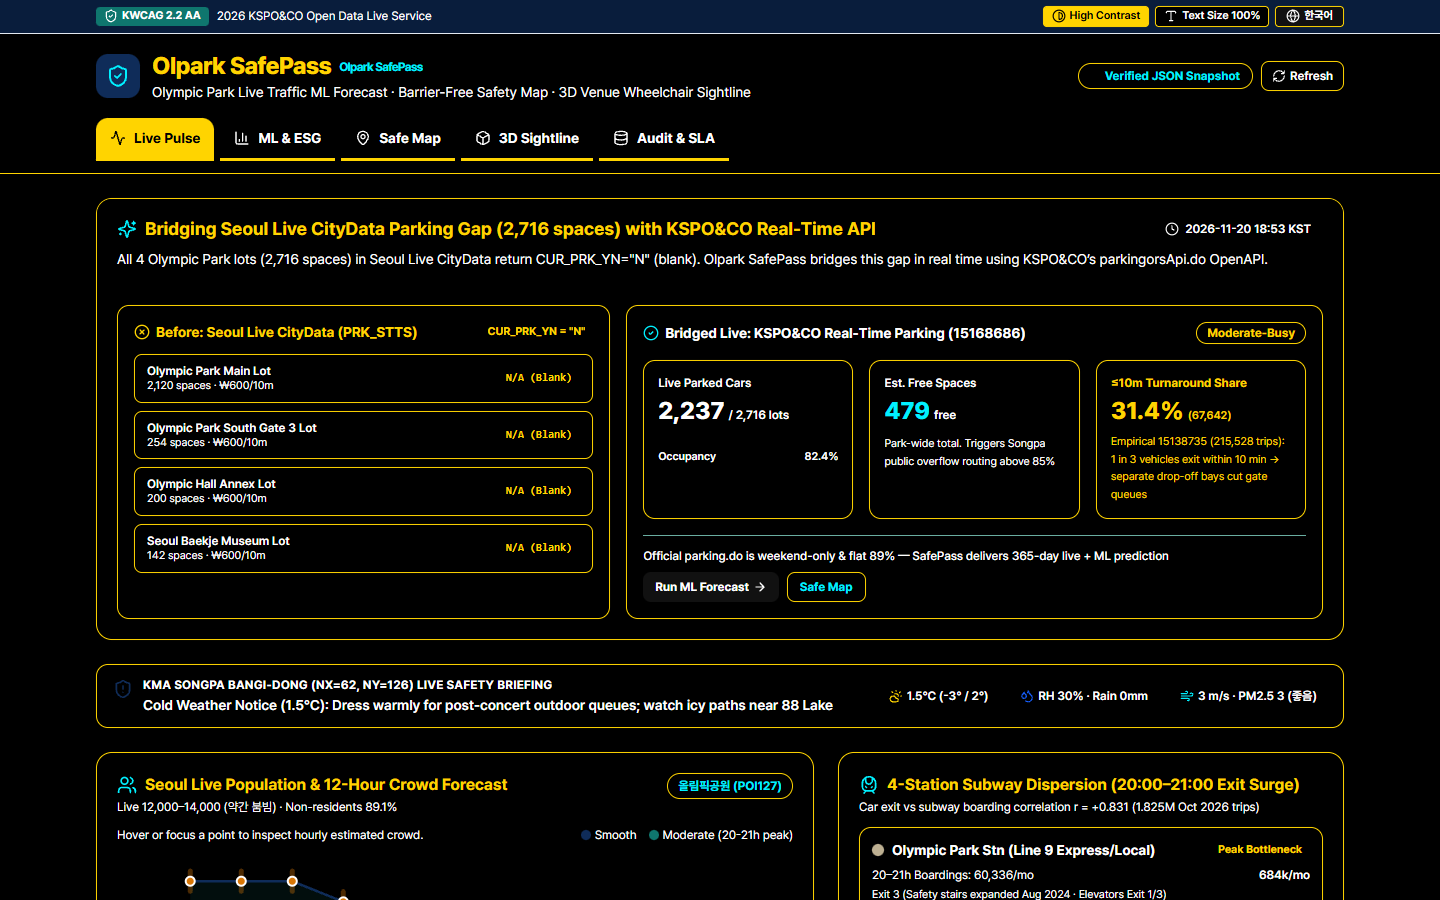 KWCAG 2.2 AA
2026 KSPO&CO Open Data Live Service
High Contrast
Text Size 100%
한국어
Olpark SafePass Olpark SafePass
Olympic Park Live Traffic ML Forecast · Barrier-Free Safety Map · 3D Venue Wheelchair Sightline
Verified JSON Snapshot
Refresh
Live Pulse
ML & ESG
Safe Map
3D Sightline
Audit & SLA
Bridging Seoul Live CityData Parking Gap (2,716 spaces) with KSPO&CO Real-Time API
2026-11-20 18:53 KST
All 4 Olympic Park lots (2,716 spaces) in Seoul Live CityData return CUR_PRK_YN="N" (blank). Olpark SafePass bridges this gap in real time using KSPO&CO's parkingorsApi.do OpenAPI.
Before: Seoul Live CityData (PRK_STTS)
CUR_PRK_YN = "N"
Olympic Park Main Lot
2,120 spaces · ₩600/10m
N/A (Blank)
Olympic Park South Gate 3 Lot
254 spaces · ₩600/10m
N/A (Blank)
Olympic Hall Annex Lot
200 spaces · ₩600/10m
N/A (Blank)
Seoul Baekje Museum Lot
142 spaces · ₩600/10m
N/A (Blank)
Bridged Live: KSPO&CO Real-Time Parking (15168686)
Moderate-Busy
Live Parked Cars
2,237 / 2,716 lots
Occupancy 82.4%
Est. Free Spaces
479 free
Park-wide total. Triggers Songpa
public overflow routing above 85%
≤10m Turnaround Share
31.4% (67,642)
Empirical 15138735 (215,528 trips):
1 in 3 vehicles exit within 10 min →
separate drop-off bays cut gate
queues
Official parking.do is weekend-only & flat 89% — SafePass delivers 365-day live + ML prediction
Run ML Forecast →
Safe Map
KMA SONGPA BANGI-DONG (NX=62, NY=126) LIVE SAFETY BRIEFING
Cold Weather Notice (1.5°C): Dress warmly for post-concert outdoor queues; watch icy paths near 88 Lake
1.5°C (-3° / 2°)
RH 30% · Rain 0mm
3 m/s · PM2.5 3 (좋음)
Seoul Live Population & 12-Hour Crowd Forecast
올림픽공원 (POI127)
Live 12,000–14,000 (약간 붐빔) · Non-residents 89.1%
Hover or focus a point to inspect hourly estimated crowd.
Smooth
Moderate (20-21h peak)
4-Station Subway Dispersion (20:00–21:00 Exit Surge)
Car exit vs subway boarding correlation r = +0.831 (1.825M Oct 2026 trips)
Olympic Park Stn (Line 9 Express/Local)
Peak Bottleneck
20–21h Boardings: 60,336/mo
684k/mo
Exit 3 (Safety stairs expanded Aug 2024 · Elevators Exit 1/3)